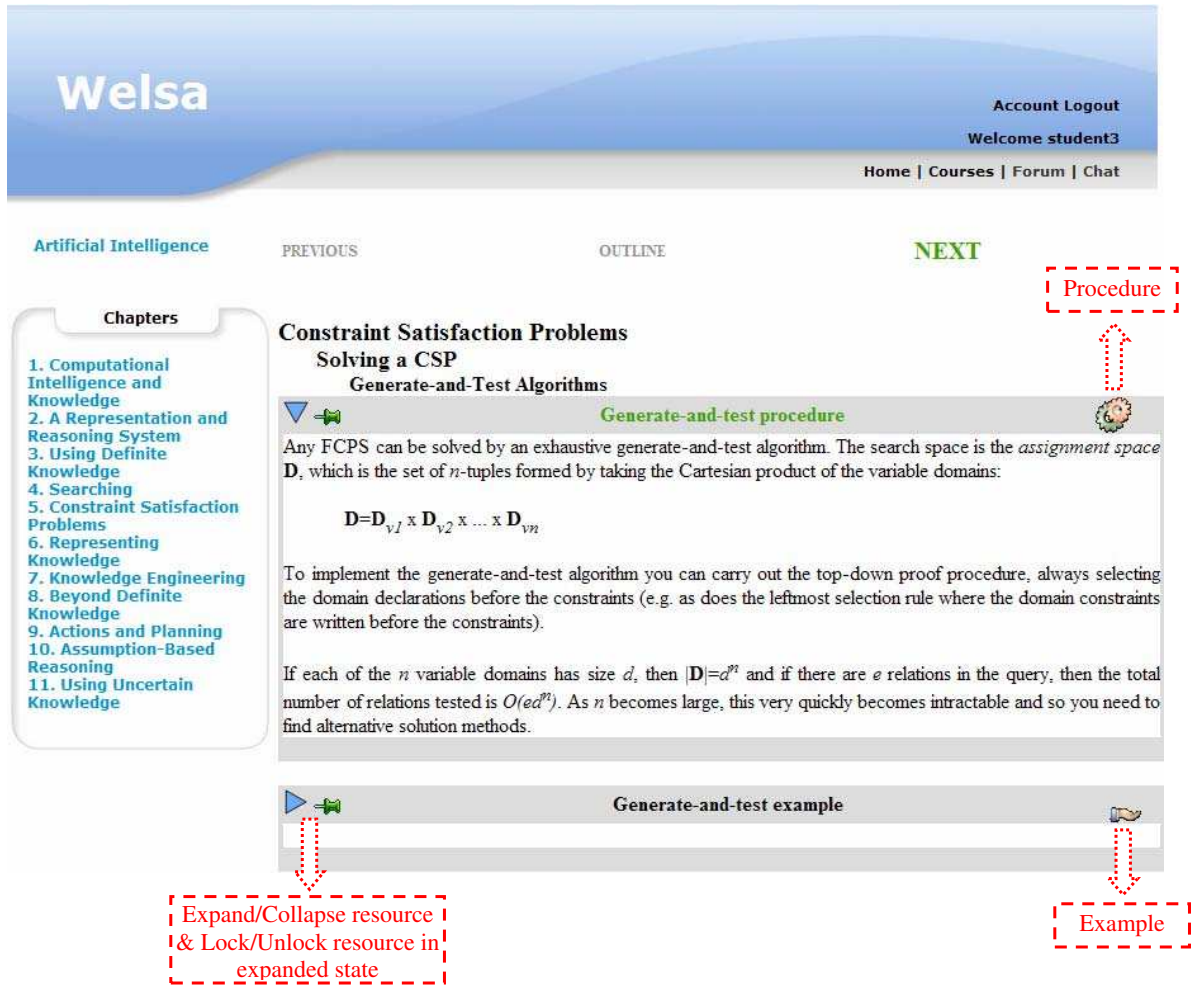 Welsa
Account Logout
Welcome student3
Home | Courses | Forum | Chat
Artificial Intelligence
PREVIOUS
OUTLINE
NEXT
Procedure
Chapters
1. Computational
Intelligence and
Knowledge
2. A Representation and
Reasoning System
3. Using Definite
Knowledge
4. Searching
5. Constraint Satisfaction
Problems
6. Representing
Knowledge
7. Knowledge Engineering
8. Beyond Definite
Knowledge
9. Actions and Planning
10. Assumption-Based
Reasoning
11. Using Uncertain
Knowledge
Constraint Satisfaction Problems
Solving a CSP
Generate-and-Test Algorithms
Generate-and-test procedure
Any FCPS can be solved by an exhaustive generate-and-test algorithm. The search space is the assignment space
D, which is the set of n-tuples formed by taking the Cartesian product of the variable domains:
D=D_{v1} x D_{v2} x ... x D_{vn}
To implement the generate-and-test algorithm you can carry out the top-down proof procedure, always selecting
the domain declarations before the constraints (e.g. as does the leftmost selection rule where the domain constraints
are written before the constraints).
If each of the n variable domains has size d, then |D|=d^n and if there are e relations in the query, then the total
number of relations tested is O(ed^n). As n becomes large, this very quickly becomes intractable and so you need to
find alternative solution methods.
Generate-and-test example
Expand/Collapse resource
& Lock/Unlock resource in
expanded state
Example